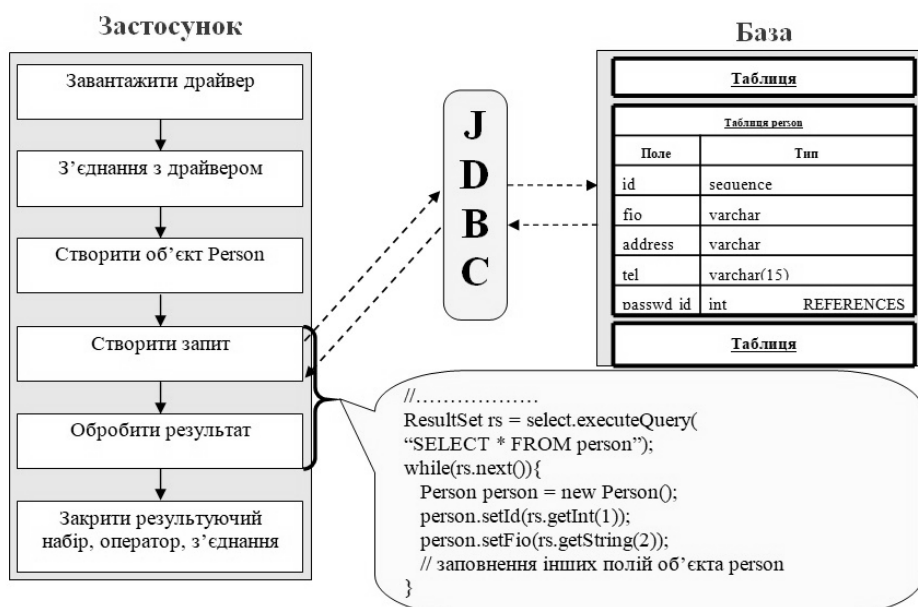 Застосунок
Завантажити драйвер
З’єднання з драйвером
Створити об’єкт Person
Створити запит
Обробити результат
Закрити результуючий
набір, оператор, з’єднання
J
D
B
C
База
Таблиця
Таблиця person
Поле Тип
id sequence
fio varchar
address varchar
tel varchar(15)
passwd_id int REFERENCES
Таблиця
//………………
ResultSet rs = select.executeQuery(
“SELECT * FROM person”);
while(rs.next()){
Person person = new Person();
person.setId(rs.getInt(1));
person.setFio(rs.getString(2));
// заповнення інших полій об’єкта person
}